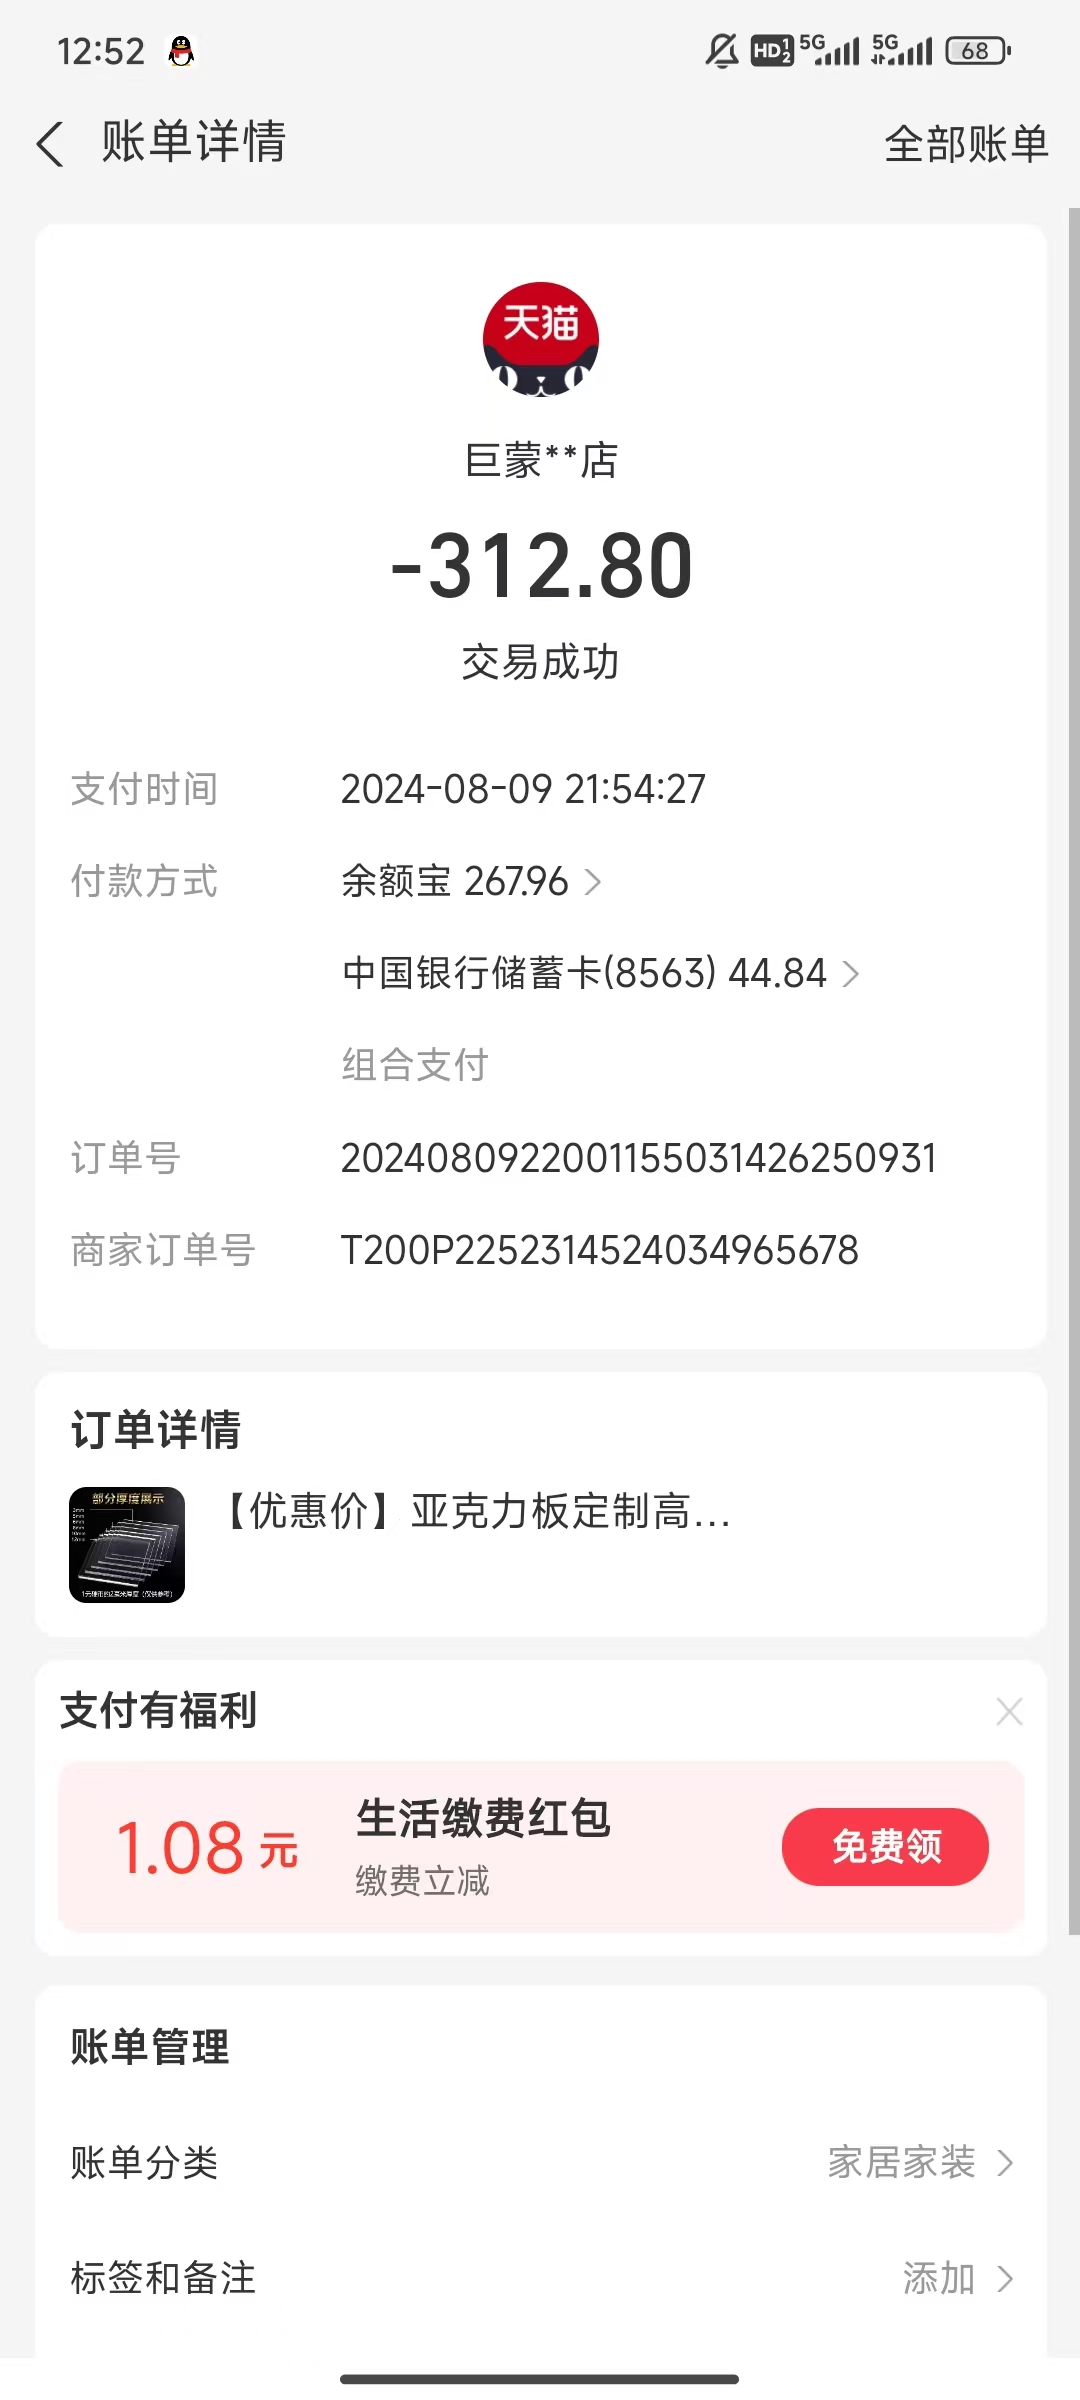 12:52
HD 1 2 5G 5G 68
账单详情 全部账单
天猫
巨蒙**店
-312.80
交易成功
支付时间 2024-08-09 21:54:27
付款方式 余额宝 267.96
中国银行储蓄卡(8563) 44.84
组合支付
订单号 2024080922001155031426250931
商家订单号 T200P2252314524034965678
订单详情
部分厚度展示
【优惠价】亚克力板定制高...
支付有福利
1.08 元 生活缴费红包 免费领
缴费立减
账单管理
账单分类 家居家装
标签和备注 添加